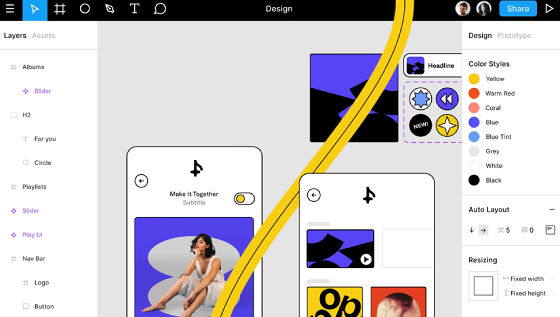 Design
Share
Layers Assets
Albums
Slider
H2
For you
Circle
Playlists
Slider
Play UI
Nav Bar
Logo
Button
Make It Together
Subtitle
Headline
NEW!
Design Prototype
Color Styles
Yellow
Warm Red
Coral
Blue
Blue Tint
Grey
White
Black
Auto Layout
5 0
Resizing
Fixed width
Fixed height